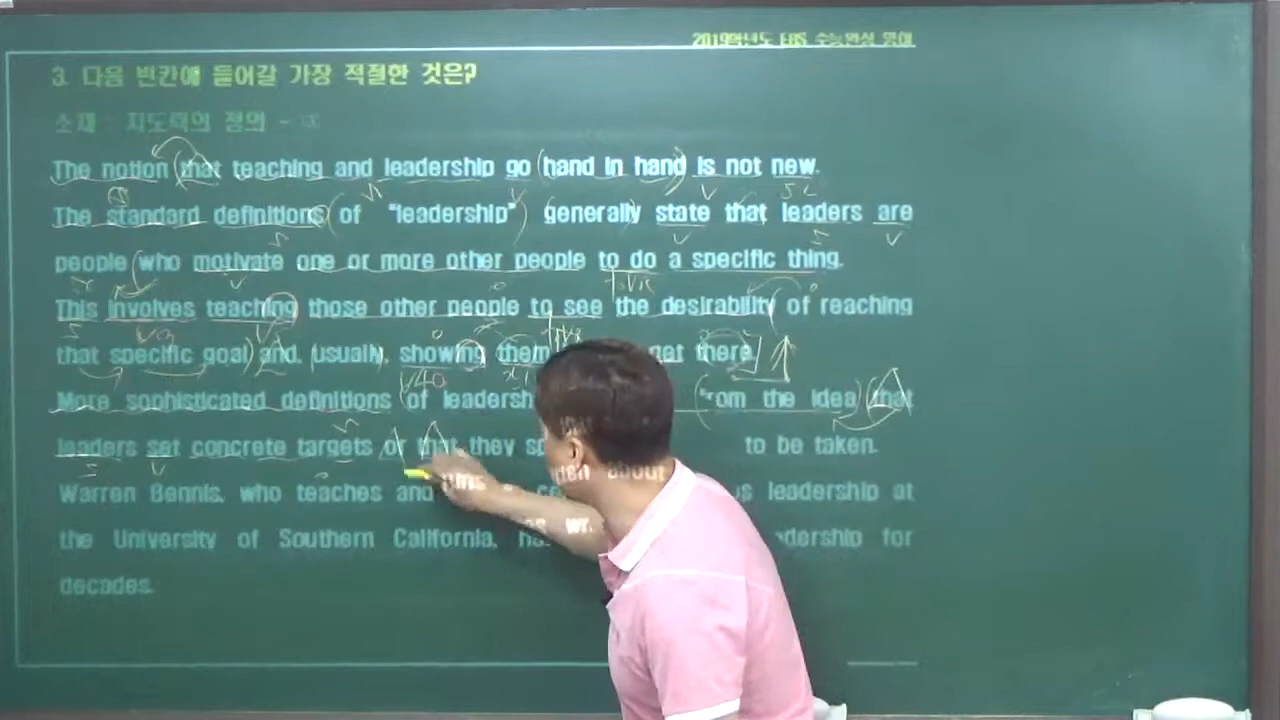 2019학년도 EBS 수능완성 영어
3. 다음 빈칸에 들어갈 가장 적절한 것은?
소재 : 지도력의 정의 -
The notion that teaching and leadership go hand in hand is not new.
The standard definitions of "leadership" generally state that leaders are
people who motivate one or more other people to do a specific thing.
This involves teaching those other people to see the desirability of reaching
that specific goal and, usually, showing them get there.
More sophisticated definitions of from the idea that
leaders set concrete targets or that they to be taken.
Warren Bennis, who teaches and leadership at
the University of Southern California, for
decades.